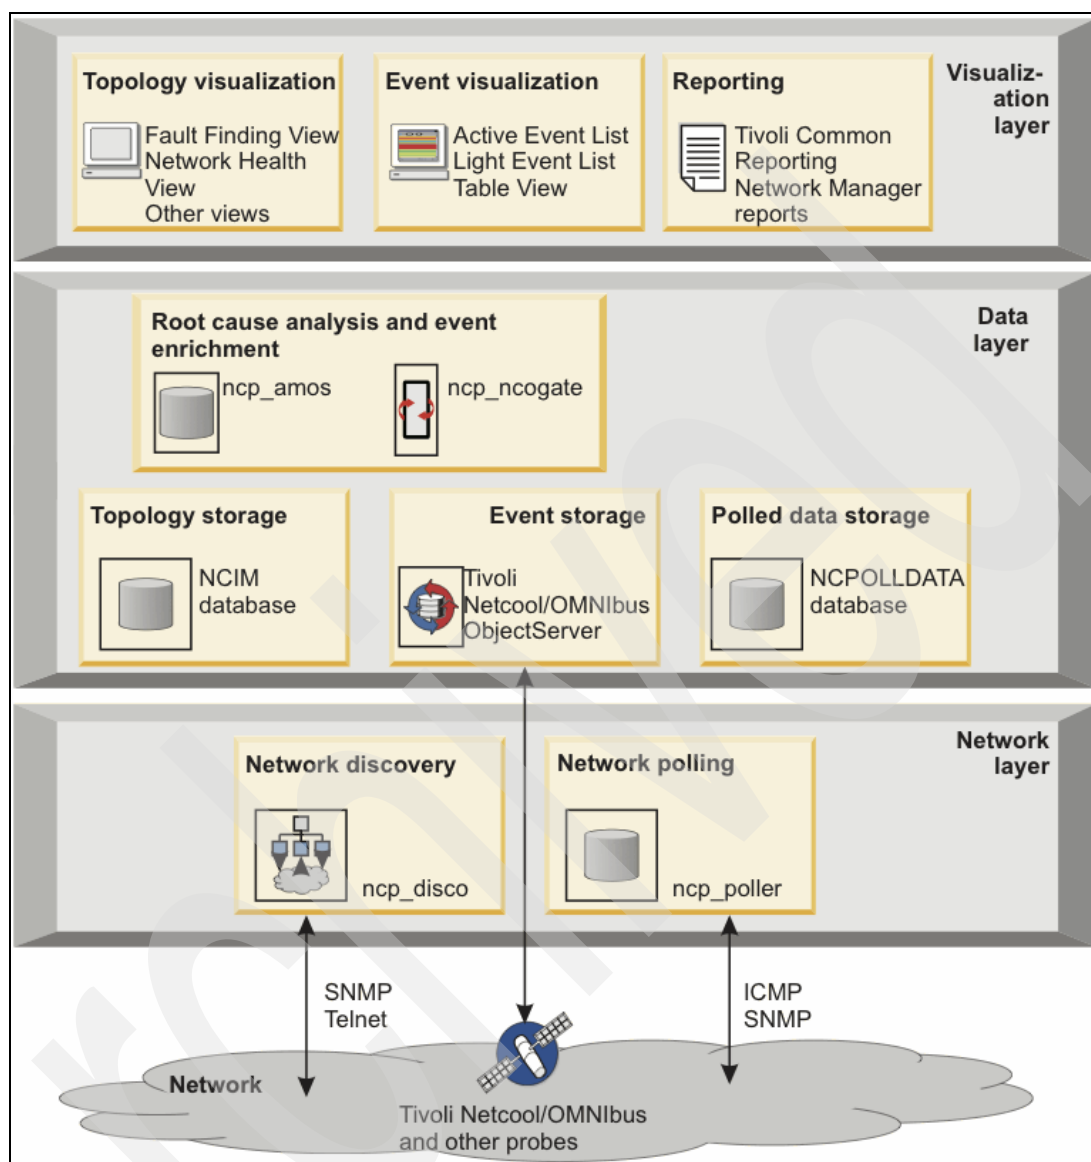 Visualiz-
ation
layer
Topology visualization
Fault Finding View
Network Health
View
Other views
Event visualization
Active Event List
Light Event List
Table View
Reporting
Tivoli Common
Reporting
Network Manager
reports
Data
layer
Root cause analysis and event
enrichment
ncp_amos
ncp_ncogate
Topology storage
NCIM
database
Event storage
Tivoli
Netcool/OMNIbus
ObjectServer
Polled data storage
NCPOLLDATA
database
Network
layer
Network discovery
ncp_disco
Network polling
ncp_poller
SNMP
Telnet
ICMP
SNMP
Network
Tivoli Netcool/OMNIbus
and other probes